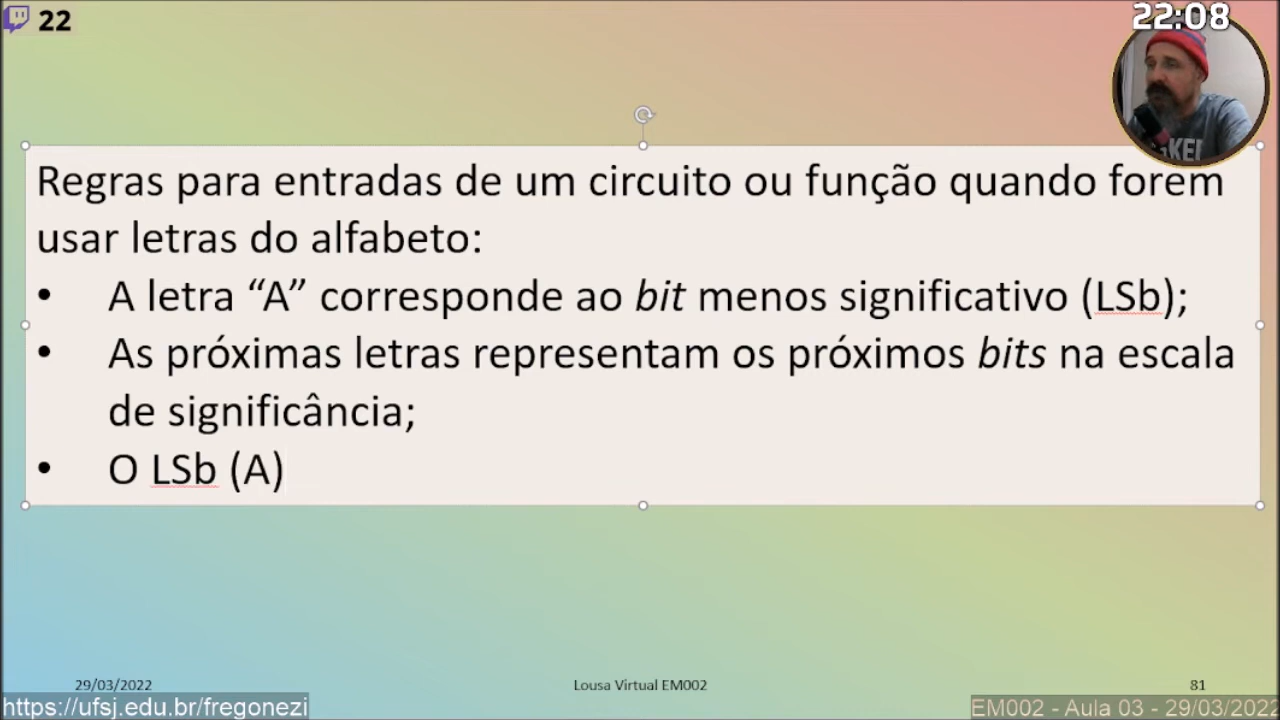 22
22:08
SKEL
Regras para entradas de um circuito ou função quando forem
usar letras do alfabeto:
• A letra “A” corresponde ao bit menos significativo (LSb);
• As próximas letras representam os próximos bits na escala
de significância;
• O LSb (A)
29/03/2022
Lousa Virtual EM002
81
https://ufsj.edu.br/fregonezi
EM002 - Aula 03 - 29/03/2022